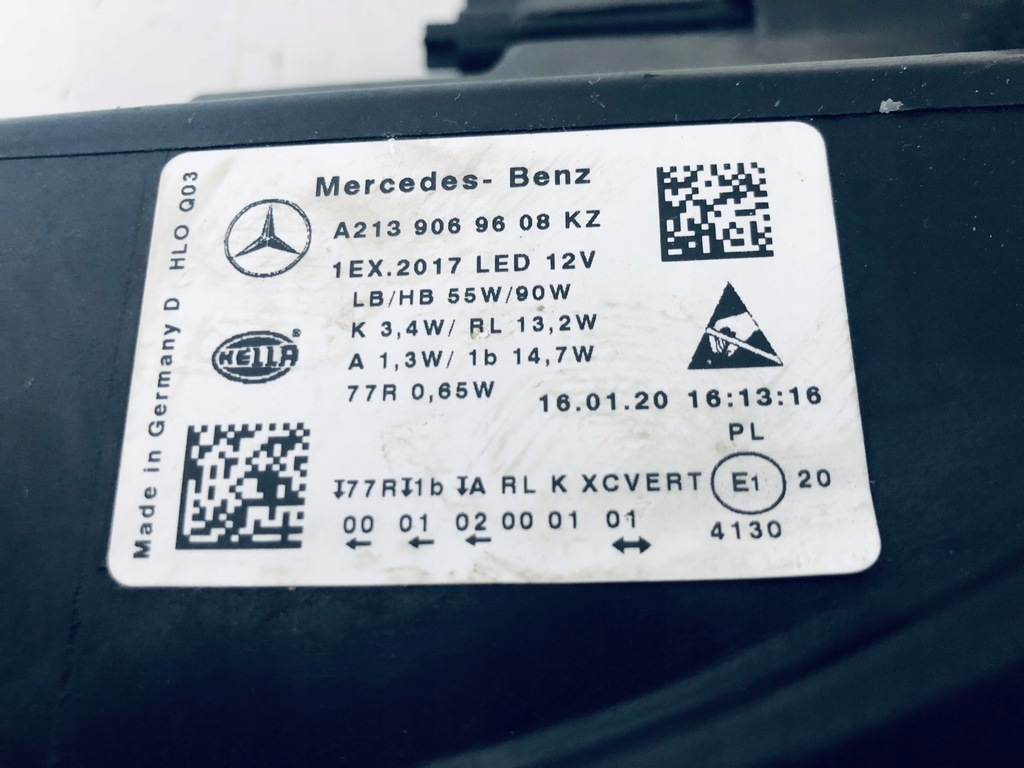 Mercedes- Benz
A213 906 96 08 KZ
1EX.2017 LED 12V
LB/HB 55W/90W
K 3,4W/ RL 13,2W
A 1,3W/ 1b 14,7W
77R 0,65W
HELLA
®
16.01.20 16:13:16
PL
77R 1b A RL K XCVERT E1 20
00 01 02 00 01 01 4130
← ← ← ↔
Made in Germany D HLO Q03